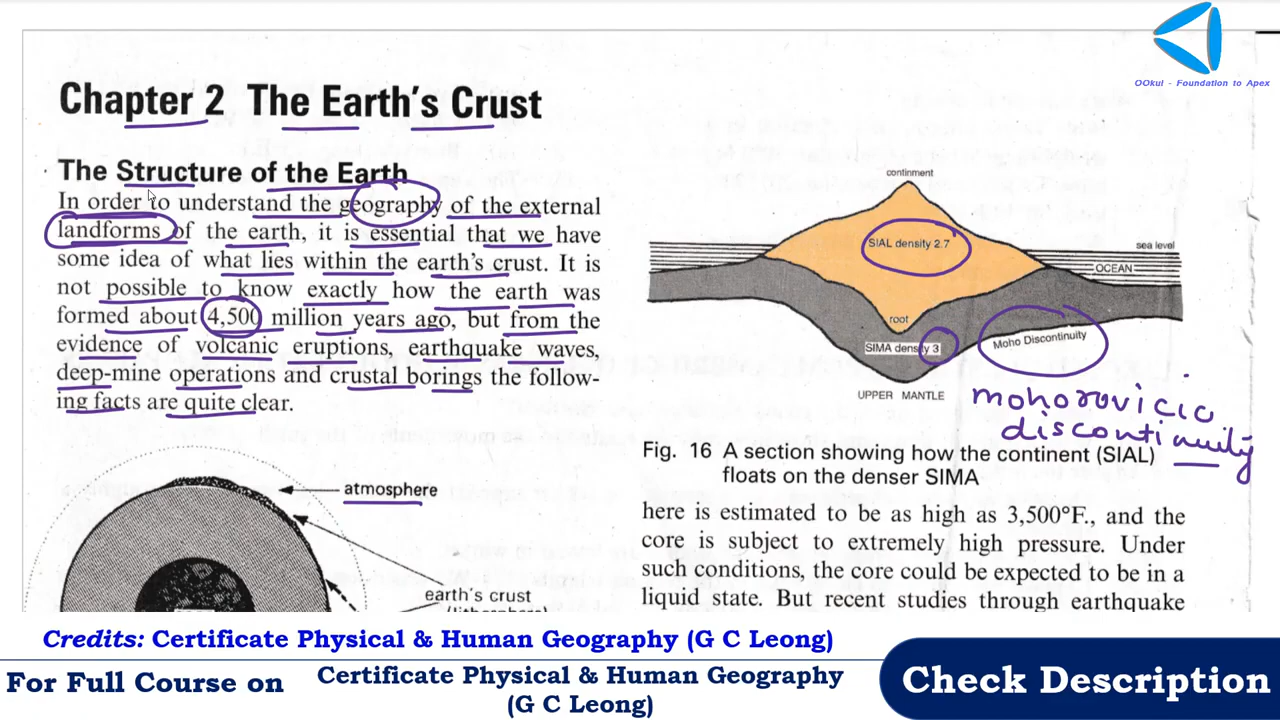 OOkul - Foundation to Apex
Chapter 2 The Earth's Crust
The Structure of the Earth
In order to understand the geography of the external
landforms of the earth, it is essential that we have
some idea of what lies within the earth's crust. It is
not possible to know exactly how the earth was
formed about 4,500 million years ago, but from the
evidence of volcanic eruptions, earthquake waves,
deep-mine operations and crustal borings the follow-
ing facts are quite clear.
atmosphere
earth's crust
continment
SIAL density 2.7
sea level
OCEAN
root
SIMA density 3
Moho Discontinuity
UPPER MANTLE
mohorovicic
discontinuity
Fig. 16 A section showing how the continent (SIAL)
floats on the denser SIMA
here is estimated to be as high as 3,500°F., and the
core is subject to extremely high pressure. Under
such conditions, the core could be expected to be in a
liquid state. But recent studies through earthquake
Credits: Certificate Physical & Human Geography (G C Leong)
For Full Course on
Certificate Physical & Human Geography
(G C Leong)
Check Description